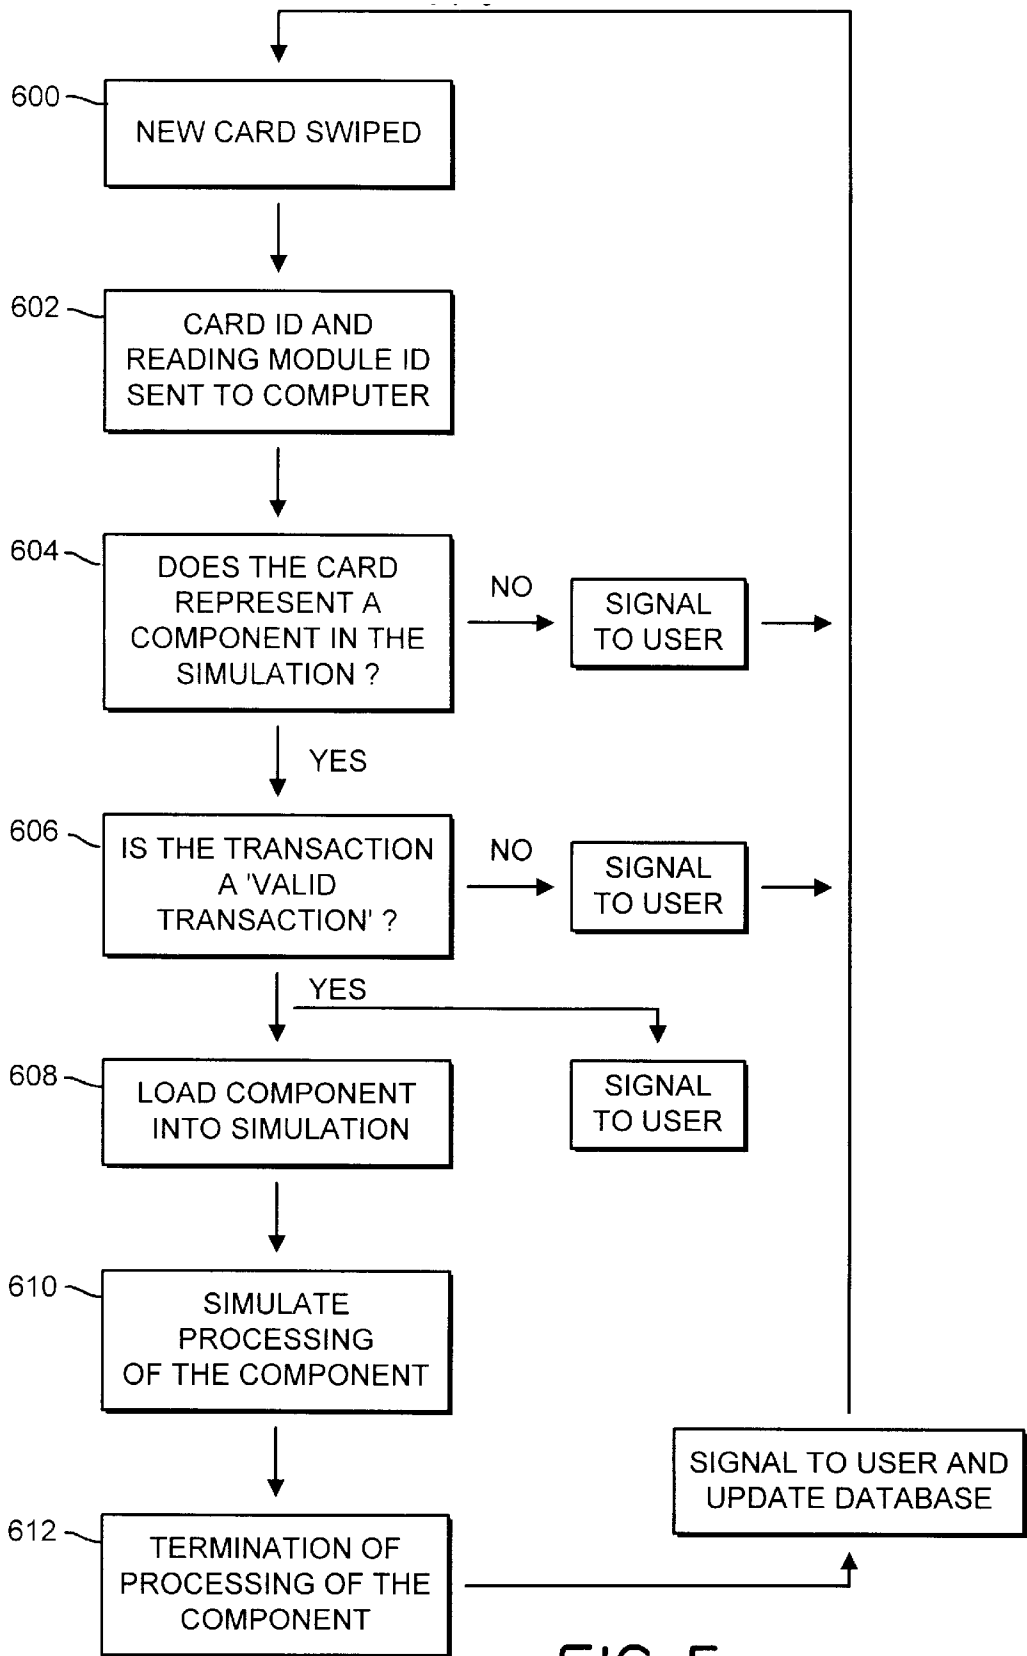 600
NEW CARD SWIPED
602
CARD ID AND
READING MODULE ID
SENT TO COMPUTER
604
DOES THE CARD
REPRESENT A
COMPONENT IN THE
SIMULATION ?
NO
SIGNAL
TO USER
YES
606
IS THE TRANSACTION
A 'VALID
TRANSACTION' ?
NO
SIGNAL
TO USER
YES
608
LOAD COMPONENT
INTO SIMULATION
SIGNAL
TO USER
610
SIMULATE
PROCESSING
OF THE COMPONENT
SIGNAL TO USER AND
UPDATE DATABASE
612
TERMINATION OF
PROCESSING OF THE
COMPONENT